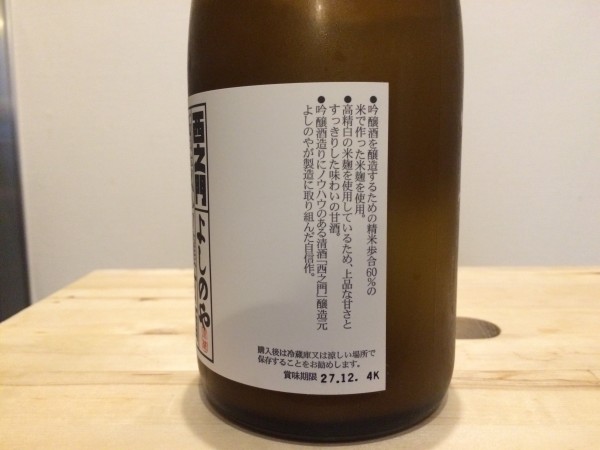 ●吟醸酒を醸造するための精米歩合60%の
米で作った米麹を使用。
●高精白の米麹を使用しているため、上品な甘さと
すっきりした味わいの甘酒。
●吟醸酒造りにノウハウのある清酒「西之門」醸造元
よしのやが製造に取り組んだ自信作。
西之門
よしのや
購入後は冷蔵庫又は涼しい場所で
保存することをお勧めします。
賞味期限 27.12. 4K